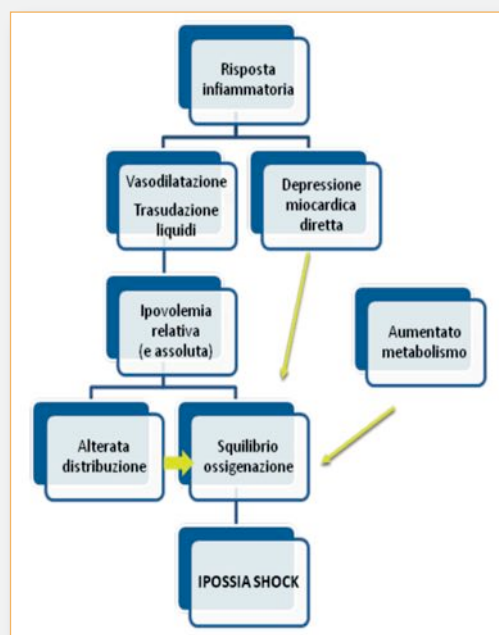 Risposta
infiammatoria
Vasodilatazione
Trasudazione
liquidi
Depressione
miocardica
diretta
Ipovolemia
relativa
(e assoluta)
Aumentato
metabolismo
Alterata
distribuzione
Squilibrio
ossigenazione
IPOSSIA SHOCK